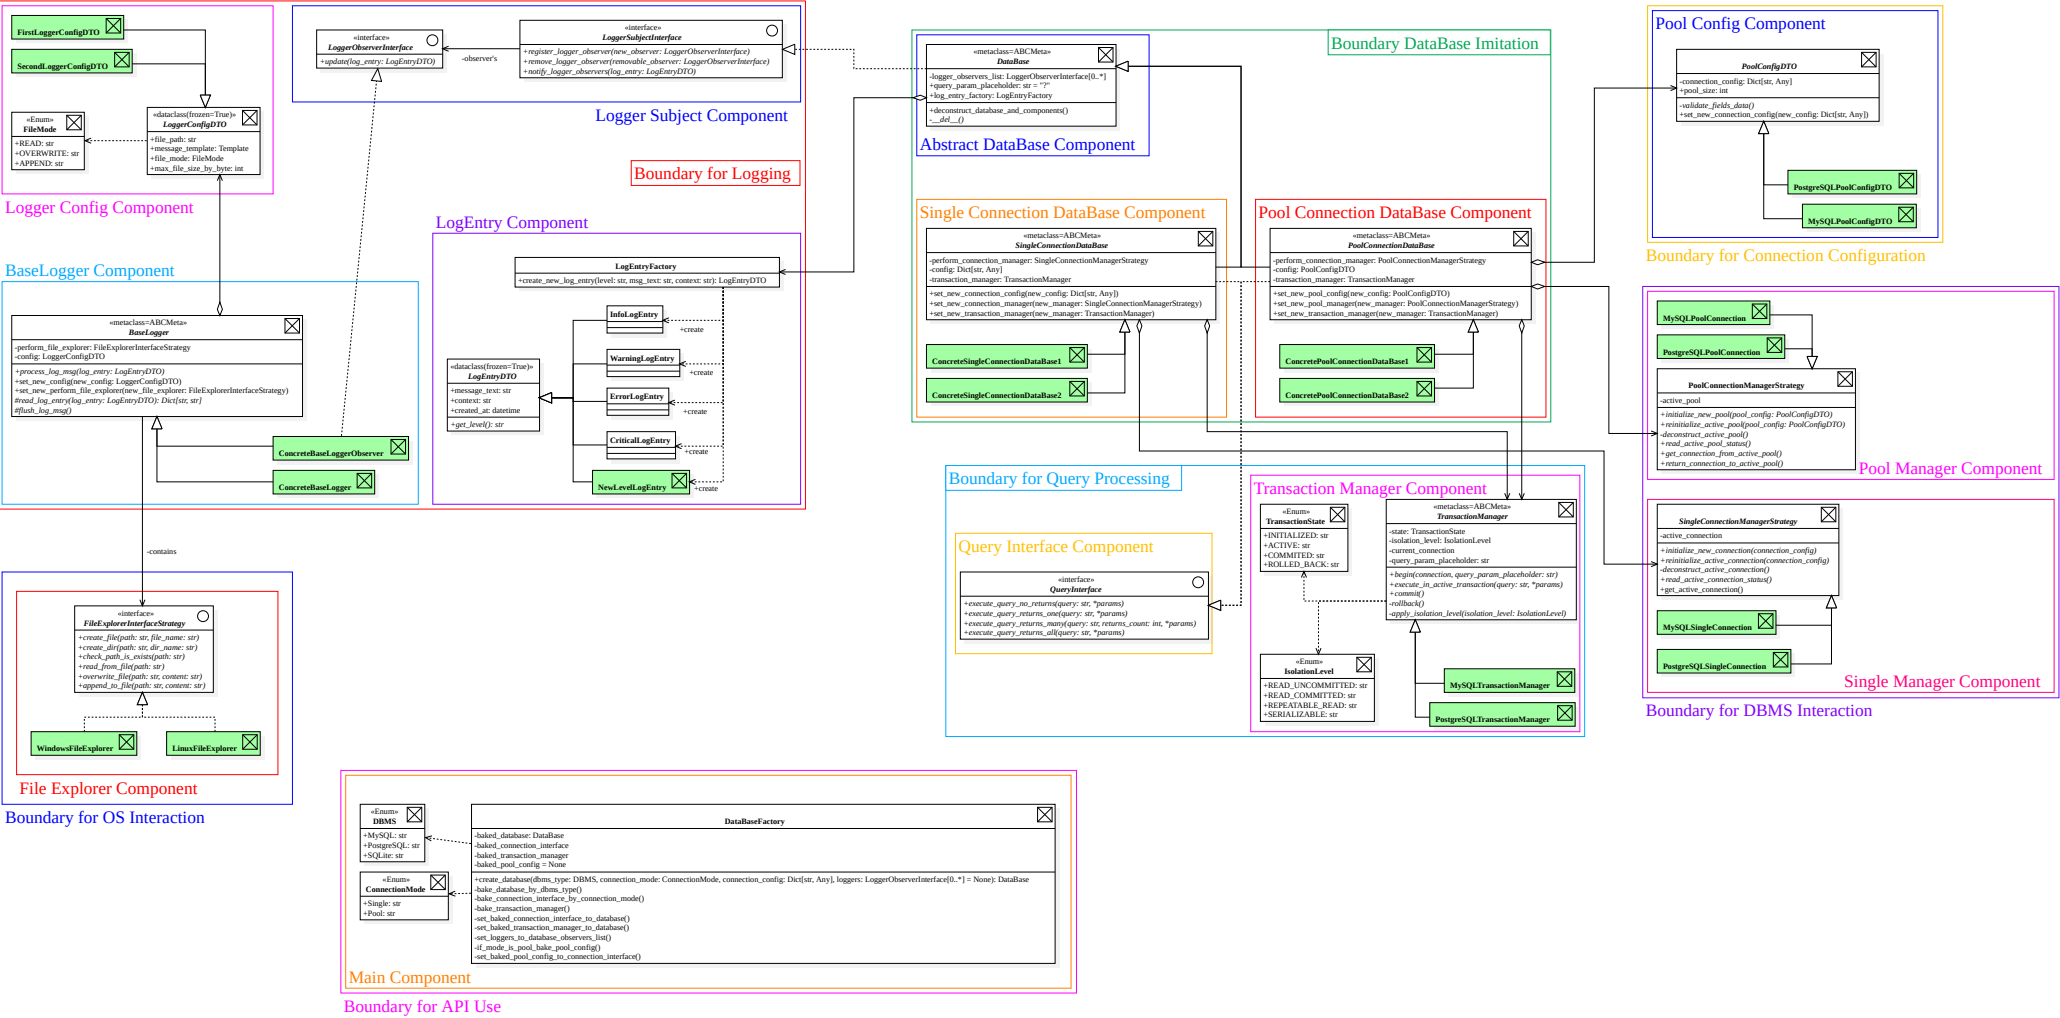 FirstLoggerConfigDTO
SecondLoggerConfigDTO
«Enum»
FileMode
+READ: str
+OVERWRITE: str
+APPEND: str
«dataclass(frozen=True)»
LoggerConfigDTO
+file_path: str
+message_template: Template
+file_mode: FileMode
+max_file_size_by_byte: int
Logger Config Component
«interface»
LoggerObserverInterface
+update(log_entry: LogEntryDTO)
-observer's
«interface»
LoggerSubjectInterface
+register_logger_observer(new_observer: LoggerObserverInterface)
+remove_logger_observer(removable_observer: LoggerObserverInterface)
+notify_logger_observers(log_entry: LogEntryDTO)
Logger Subject Component
Boundary for Logging
BaseLogger Component
«metaclass=ABCMeta»
BaseLogger
-perform_file_explorer: FileExplorerInterfaceStrategy
-config: LoggerConfigDTO
+process_log_msg(log_entry: LogEntryDTO)
+set_new_config(new_config: LoggerConfigDTO)
+set_new_perform_file_explorer(new_file_explorer: FileExplorerInterfaceStrategy)
#read_log_entry(log_entry: LogEntryDTO): Dict[str, str]
#flush_log_msg()
ConcreteBaseLoggerObserver
ConcreteBaseLogger
-contains
LogEntry Component
LogEntryFactory
+create_new_log_entry(level: str, msg_text: str, context: str): LogEntryDTO
InfoLogEntry
+create
WarningLogEntry
+create
ErrorLogEntry
+create
CriticalLogEntry
+create
NewLevelLogEntry
+create
«dataclass(frozen=True)»
LogEntryDTO
+message_text: str
+context: str
+created_at: datetime
+get_level(): str
«interface»
FileExplorerInterfaceStrategy
+create_file(path: str, file_name: str)
+create_dir(path: str, dir_name: str)
+check_path_is_exists(path: str)
+read_from_file(path: str)
+overwrite_file(path: str, content: str)
+append_to_file(path: str, content: str)
WindowsFileExplorer
LinuxFileExplorer
File Explorer Component
Boundary for OS Interaction
Boundary DataBase Imitation
«metaclass=ABCMeta»
DataBase
-logger_observers_list: LoggerObserverInterface[0..*]
+query_param_placeholder: str = "?"
+log_entry_factory: LogEntryFactory
+deconstruct_database_and_components()
-__del__()
Abstract DataBase Component
Single Connection DataBase Component
«metaclass=ABCMeta»
SingleConnectionDataBase
-perform_connection_manager: SingleConnectionManagerStrategy
-config: Dict[str, Any]
-transaction_manager: TransactionManager
+set_new_connection_config(new_config: Dict[str, Any])
+set_new_connection_manager(new_manager: SingleConnectionManagerStrategy)
+set_new_transaction_manager(new_manager: TransactionManager)
ConcreteSingleConnectionDataBase1
ConcreteSingleConnectionDataBase2
Pool Connection DataBase Component
«metaclass=ABCMeta»
PoolConnectionDataBase
-perform_connection_manager: PoolConnectionManagerStrategy
-config: PoolConfigDTO
-transaction_manager: TransactionManager
+set_new_pool_config(new_config: PoolConfigDTO)
+set_new_pool_manager(new_manager: PoolConnectionManagerStrategy)
+set_new_transaction_manager(new_manager: TransactionManager)
ConcretePoolConnectionDataBase1
ConcretePoolConnectionDataBase2
Pool Config Component
PoolConfigDTO
-connection_config: Dict[str, Any]
+pool_size: int
-validate_fields_data()
+set_new_connection_config(new_config: Dict[str, Any])
PostgreSQLPoolConfigDTO
MySQLPoolConfigDTO
Boundary for Connection Configuration
MySQLPoolConnection
PostgreSQLPoolConnection
PoolConnectionManagerStrategy
-active_pool
+initialize_new_pool(pool_config: PoolConfigDTO)
+reinitialize_active_pool(pool_config: PoolConfigDTO)
-deconstruct_active_pool()
+read_active_pool_status()
+get_connection_from_active_pool()
+return_connection_to_active_pool()
Pool Manager Component
SingleConnectionManagerStrategy
-active_connection
+initialize_new_connection(connection_config)
+reinitialize_active_connection(connection_config)
-deconstruct_active_connection()
+read_active_connection_status()
+get_active_connection()
MySQLSingleConnection
PostgreSQLSingleConnection
Single Manager Component
Boundary for DBMS Interaction
Boundary for Query Processing
Query Interface Component
«interface»
QueryInterface
+execute_query_no_returns(query: str, *params)
+execute_query_returns_one(query: str, *params)
+execute_query_returns_many(query: str, returns_count: int, *params)
+execute_query_returns_all(query: str, *params)
Transaction Manager Component
«Enum»
TransactionState
+INITIALIZED: str
+ACTIVE: str
+COMMITED: str
+ROLLED_BACK: str
«metaclass=ABCMeta»
TransactionManager
-state: TransactionState
-isolation_level: IsolationLevel
-current_connection
-query_param_placeholder: str
+begin(connection, query_param_placeholder: str)
+execute_in_active_transaction(query: str, *params)
+commit()
-rollback()
-apply_isolation_level(isolation_level: IsolationLevel)
«Enum»
IsolationLevel
+READ_UNCOMMITTED: str
+READ_COMMITTED: str
+REPEATABLE_READ: str
+SERIALIZABLE: str
MySQLTransactionManager
PostgreSQLTransactionManager
«Enum»
DBMS
+MySQL: str
+PostgreSQL: str
+SQLite: str
«Enum»
ConnectionMode
+Single: str
+Pool: str
DataBaseFactory
-baked_database: DataBase
-baked_connection_interface
-baked_transaction_manager
-baked_pool_config = None
+create_database(dbms_type: DBMS, connection_mode: ConnectionMode, connection_config: Dict[str, Any], loggers: LoggerObserverInterface[0..*] = None): DataBase
-bake_database_by_dbms_type()
-bake_connection_interface_by_connection_mode()
-bake_transaction_manager()
-set_baked_connection_interface_to_database()
-set_baked_transaction_manager_to_database()
-set_loggers_to_database_observers_list()
-if_mode_is_pool_bake_pool_config()
-set_baked_pool_config_to_connection_interface()
Main Component
Boundary for API Use